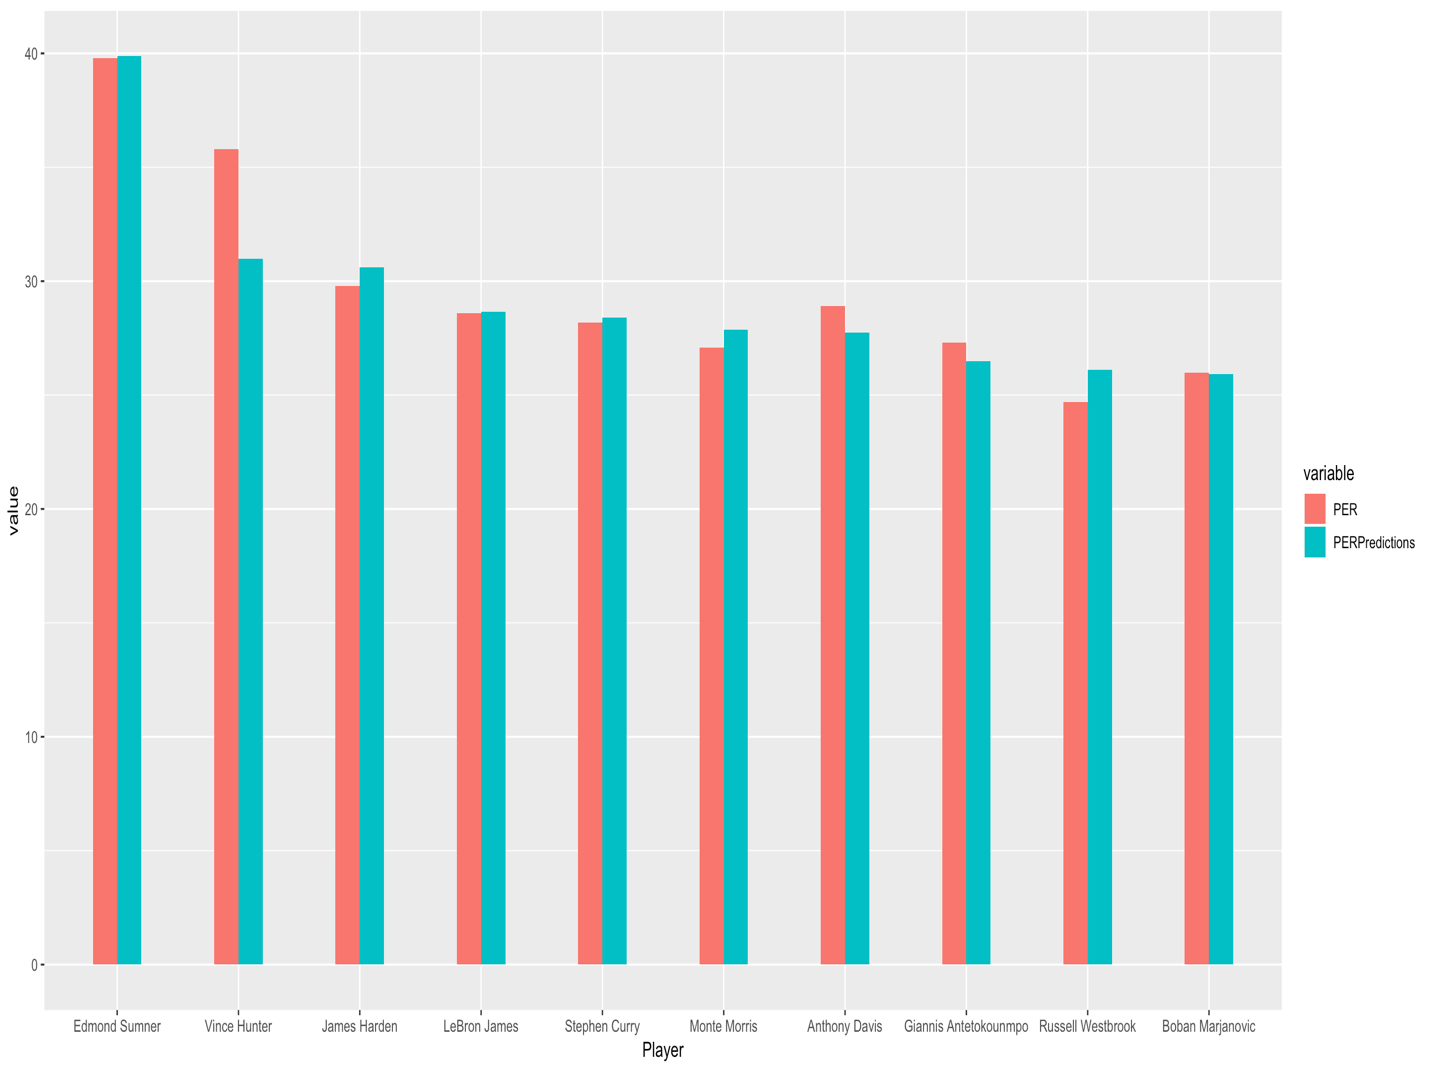 40
30
20
10
0
value
Edmond Sumner
Vince Hunter
James Harden
LeBron James
Stephen Curry
Monte Morris
Anthony Davis
Giannis Antetokounmpo
Russell Westbrook
Boban Marjanovic
Player
variable
PER
PERPredictions